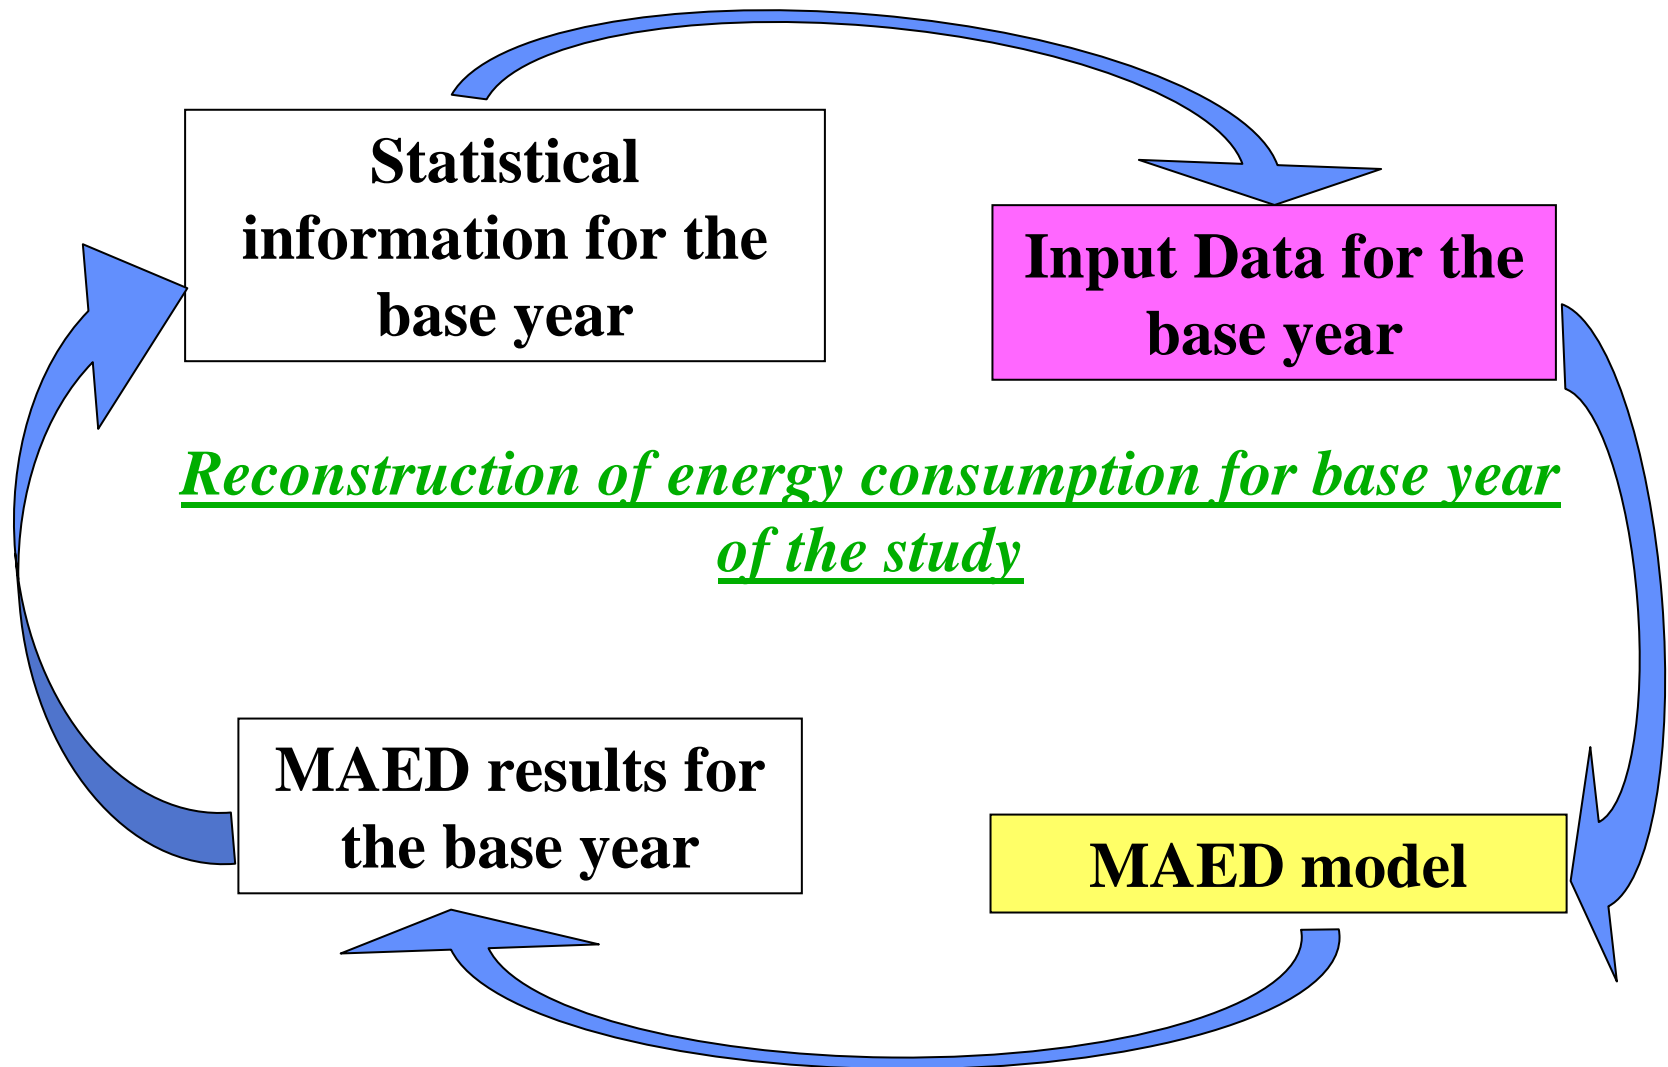 Statistical
information for the
base year
Input Data for the
base year
Reconstruction of energy consumption for base year
of the study
MAED results for
the base year
MAED model